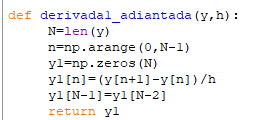 def derivada1_adiantada(y,h):
    N=len(y)
    n=np.arange(0,N-1)
    y1=np.zeros(N)
    y1[n]=(y[n+1]-y[n])/h
    y1[N-1]=y1[N-2]
    return y1